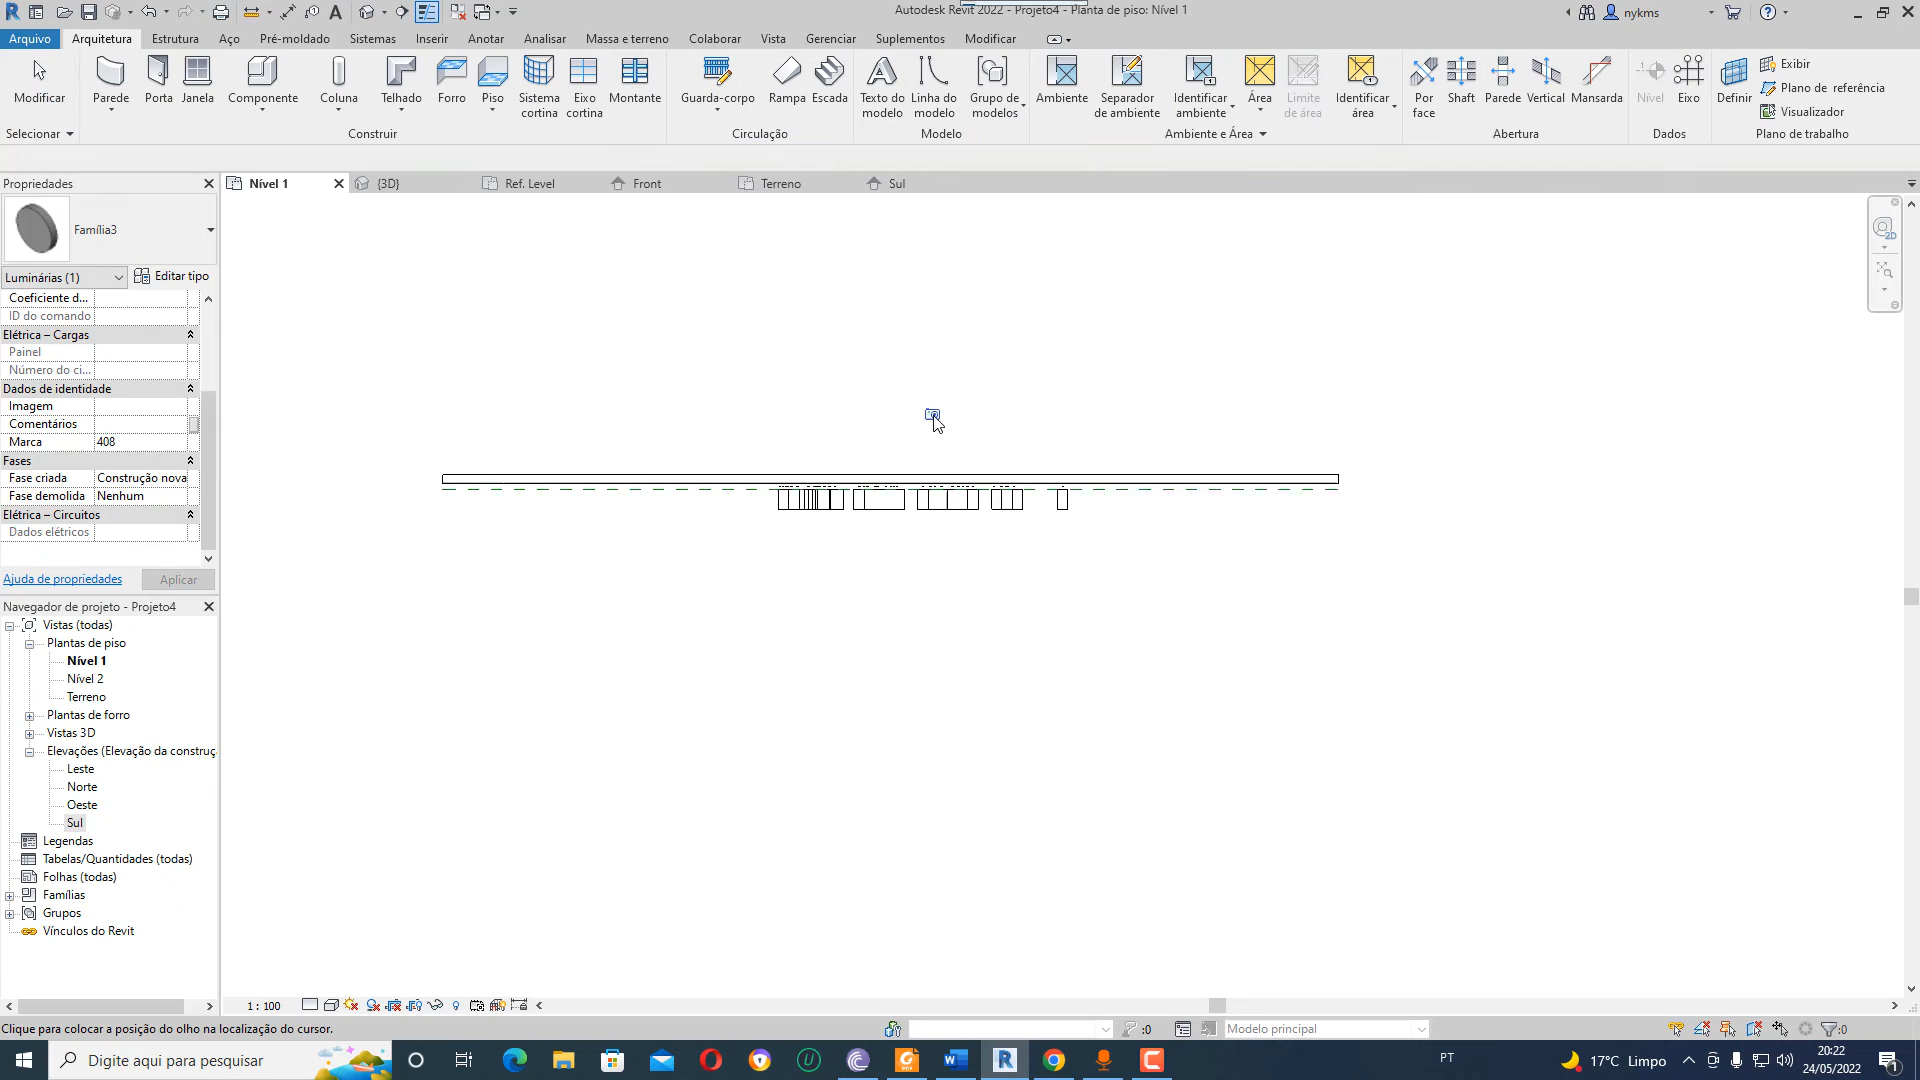 Autodesk Revit 2022 - Projeto4 - Planta de piso: Nível 1
nykms
Arquivo Arquitetura Estrutura Aço Pré-moldado Sistemas Inserir Anotar Analisar Massa e terreno Colaborar Vista Gerenciar Suplementos Modificar
Modificar
Parede
Porta
Janela
Componente
Coluna
Telhado
Forro
Piso
Sistema cortina
Eixo cortina
Montante
Guarda-corpo
Rampa
Escada
Texto do modelo
Linha do modelo
Grupo de modelos
Ambiente
Separador de ambiente
Identificar ambiente
Área
Limite de área
Identificar área
Por face
Shaft
Parede
Vertical
Mansarda
Nível
Eixo
Definir
Exibir
Plano de referência
Visualizador
Selecionar Construir Circulação Modelo Ambiente e Área Abertura Dados Plano de trabalho
Propriedades
Nível 1 {3D} Ref. Level Front Terreno Sul
2D
Família3
Luminárias (1) Editar tipo
Coeficiente d...
ID do comando
Elétrica – Cargas
Painel
Número do ci...
Dados de identidade
Imagem
Comentários
Marca 408
Fases
Fase criada Construção nova
Fase demolida Nenhum
Elétrica – Circuitos
Dados elétricos
Ajuda de propriedades Aplicar
Navegador de projeto - Projeto4
Vistas (todas)
Plantas de piso
Nível 1
Nível 2
Terreno
Plantas de forro
Vistas 3D
Elevações (Elevação da construç
Leste
Norte
Oeste
Sul
Legendas
Tabelas/Quantidades (todas)
Folhas (todas)
Famílias
Grupos
Vínculos do Revit
1 : 100
Clique para colocar a posição do olho na localização do cursor.
:0
Modelo principal
:0
Digite aqui para pesquisar
PT
17°C Limpo
20:22
24/05/2022
1